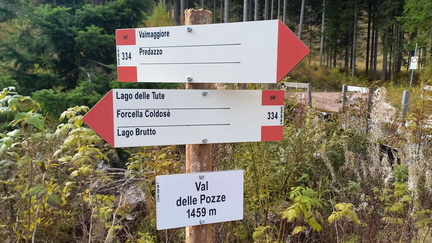 Valmaggiore
334
Predazzo
Lago delle Tute
Forcella Coldosè
334
Lago Brutto
Val
delle Pozze
1459 m